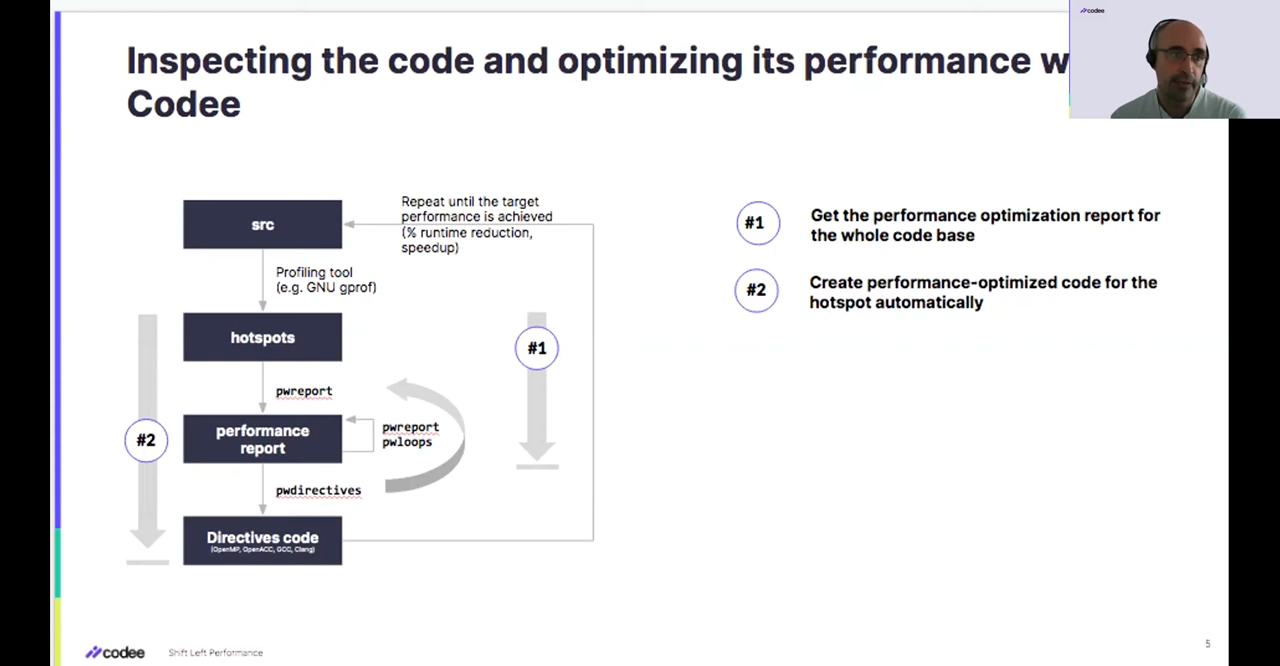 codee
Inspecting the code and optimizing its performance w
Codee
src
Repeat until the target
performance is achieved
(% runtime reduction,
speedup)
Profiling tool
(e.g. GNU gprof)
hotspots
pwreport
performance
report
pwreport
pwloops
pwdirectives
Directives code
(OpenMP, OpenACC, GCC, Clang)
#2
#1
#1
Get the performance optimization report for
the whole code base
#2
Create performance-optimized code for the
hotspot automatically
codee
Shift Left Performance
5